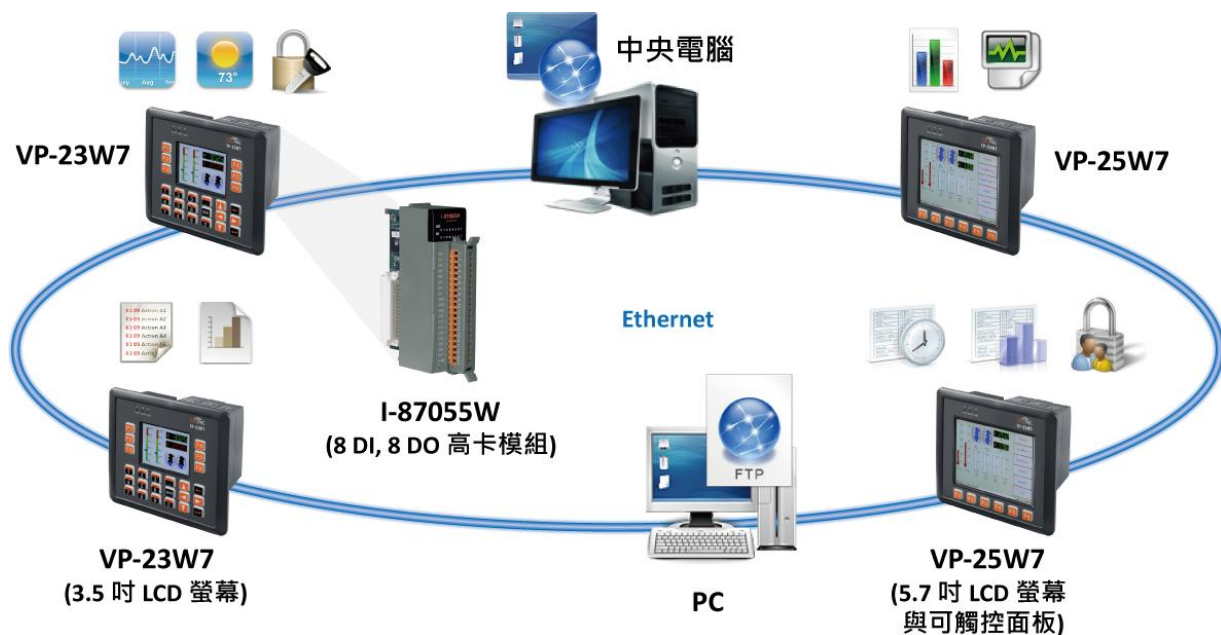 中央電腦
73°
VP-23W7
VP-25W7
Ethernet
I-87055W
(8 DI, 8 DO 高卡模組)
FTP
VP-23W7
(3.5 吋 LCD 螢幕)
PC
VP-25W7
(5.7 吋 LCD 螢幕
與可觸控面板)